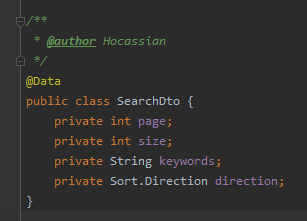 /**
 * @author Hocassian
 */
@Data
public class SearchDto {
    private int page;
    private int size;
    private String keywords;
    private Sort.Direction direction;
}